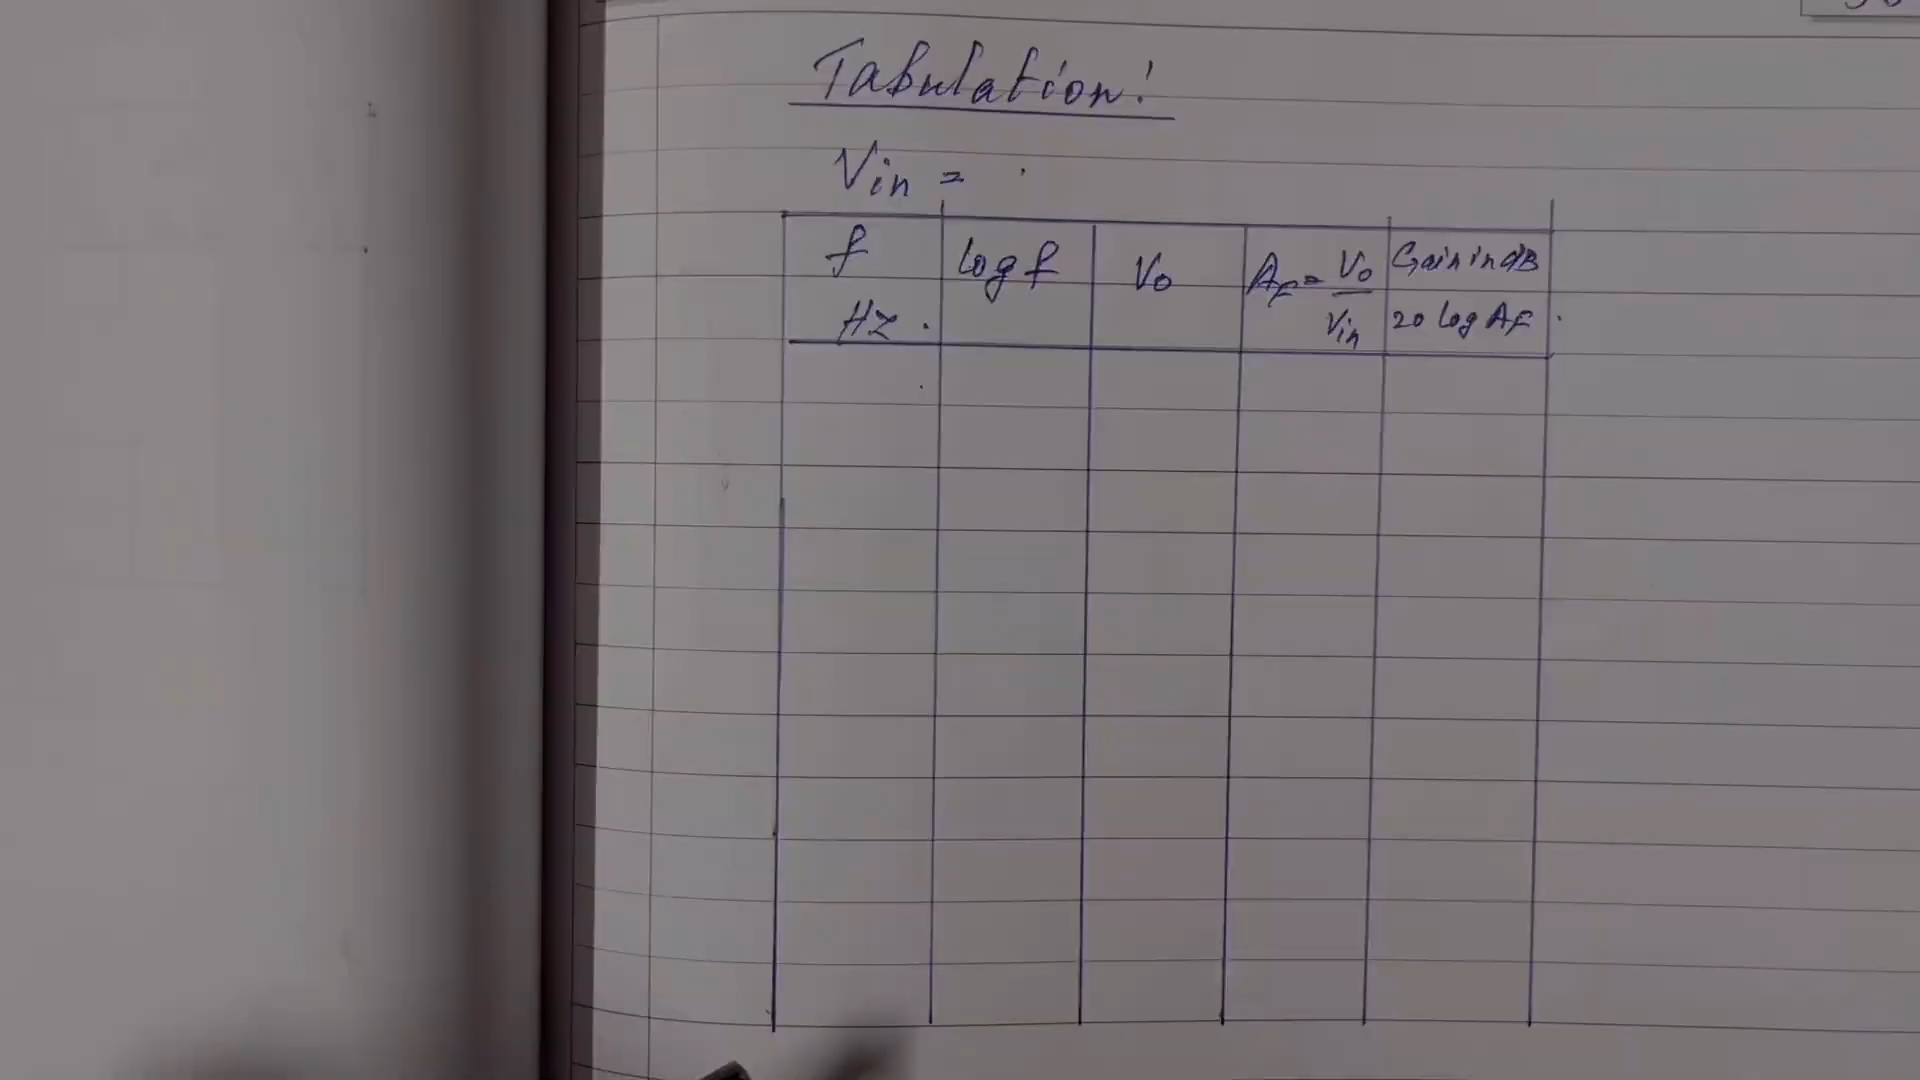 Tabulation:
Vin =
f Hz.
log f
Vo
AF = Vo / Vin
Gain in dB
20 log AF.